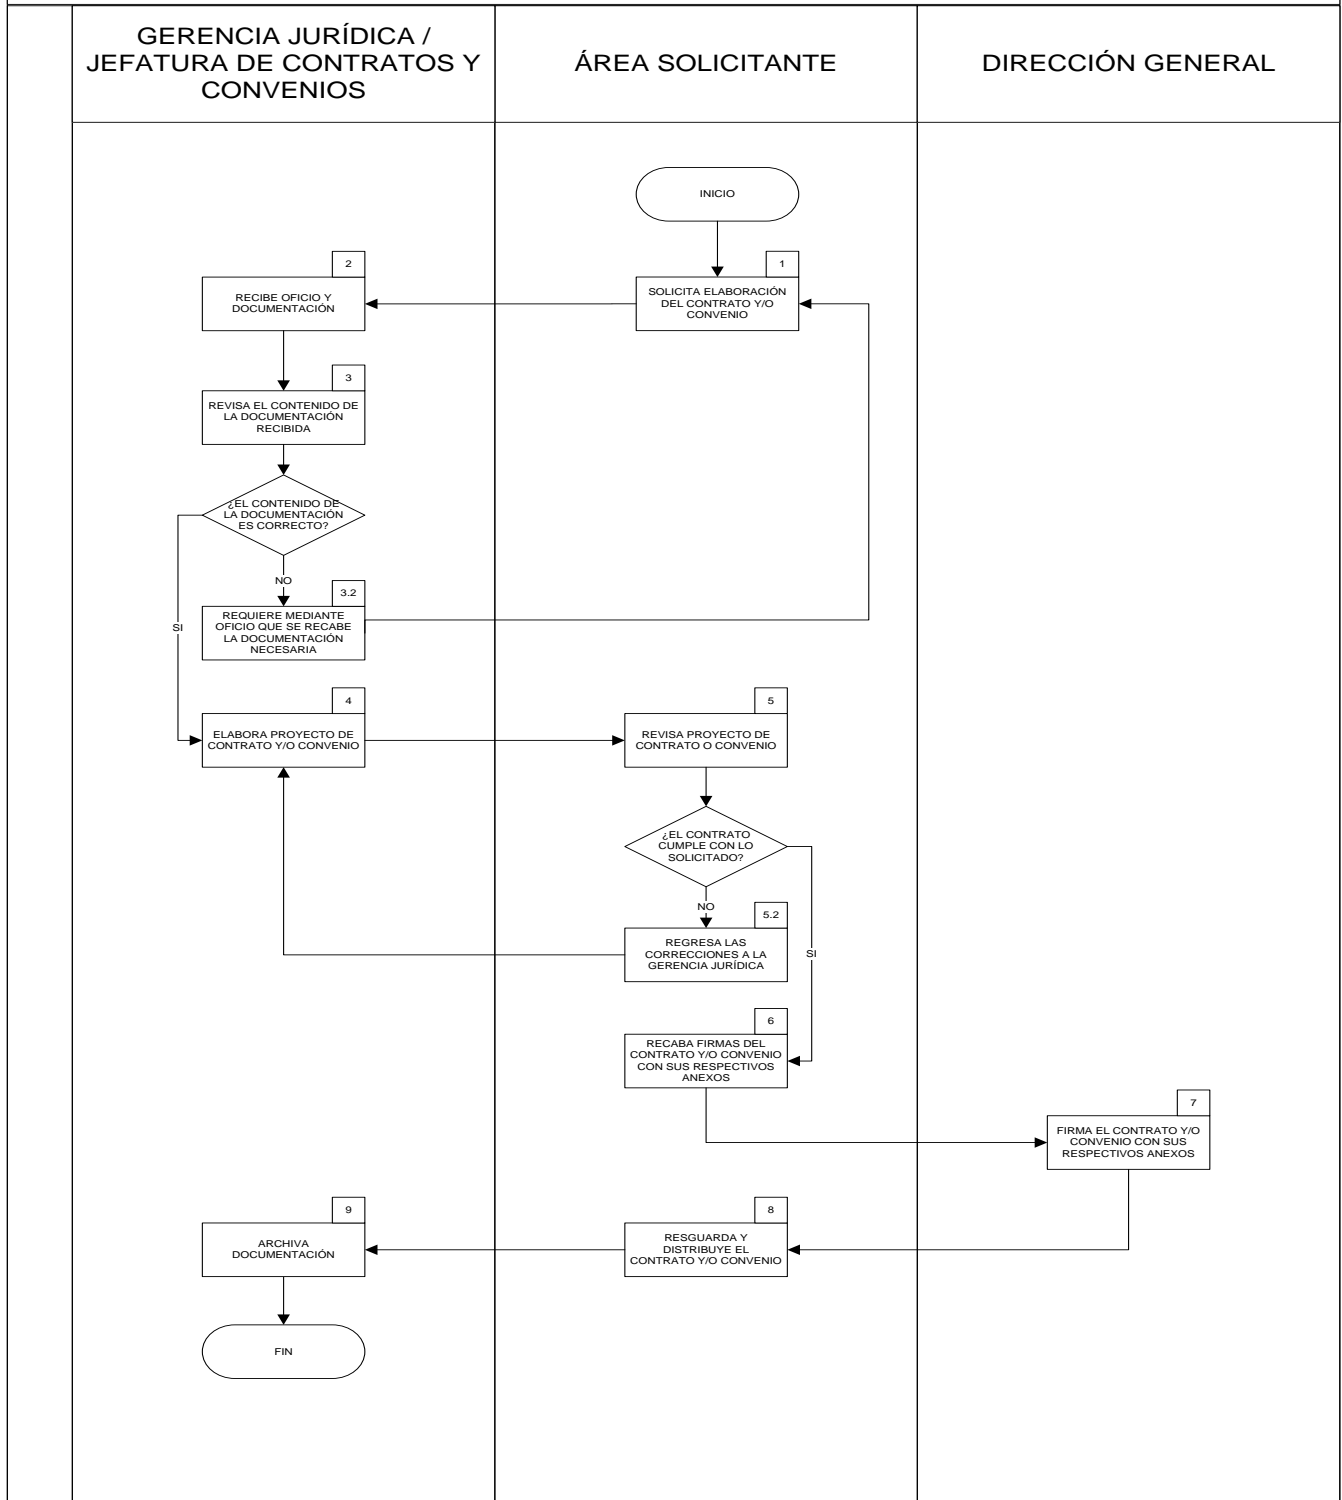 GERENCIA JURÍDICA /
JEFATURA DE CONTRATOS Y
CONVENIOS
ÁREA SOLICITANTE
DIRECCIÓN GENERAL
INICIO
1
SOLICITA ELABORACIÓN
DEL CONTRATO Y/O
CONVENIO
2
RECIBE OFICIO Y
DOCUMENTACIÓN
3
REVISA EL CONTENIDO DE
LA DOCUMENTACIÓN
RECIBIDA
¿EL CONTENIDO DE
LA DOCUMENTACIÓN
ES CORRECTO?
NO
SI
3.2
REQUIERE MEDIANTE
OFICIO QUE SE RECABE
LA DOCUMENTACIÓN
NECESARIA
4
ELABORA PROYECTO DE
CONTRATO Y/O CONVENIO
5
REVISA PROYECTO DE
CONTRATO O CONVENIO
¿EL CONTRATO
CUMPLE CON LO
SOLICITADO?
NO
SI
5.2
REGRESA LAS
CORRECCIONES A LA
GERENCIA JURÍDICA
6
RECABA FIRMAS DEL
CONTRATO Y/O CONVENIO
CON SUS RESPECTIVOS
ANEXOS
7
FIRMA EL CONTRATO Y/O
CONVENIO CON SUS
RESPECTIVOS ANEXOS
8
RESGUARDA Y
DISTRIBUYE EL
CONTRATO Y/O CONVENIO
9
ARCHIVA
DOCUMENTACIÓN
FIN